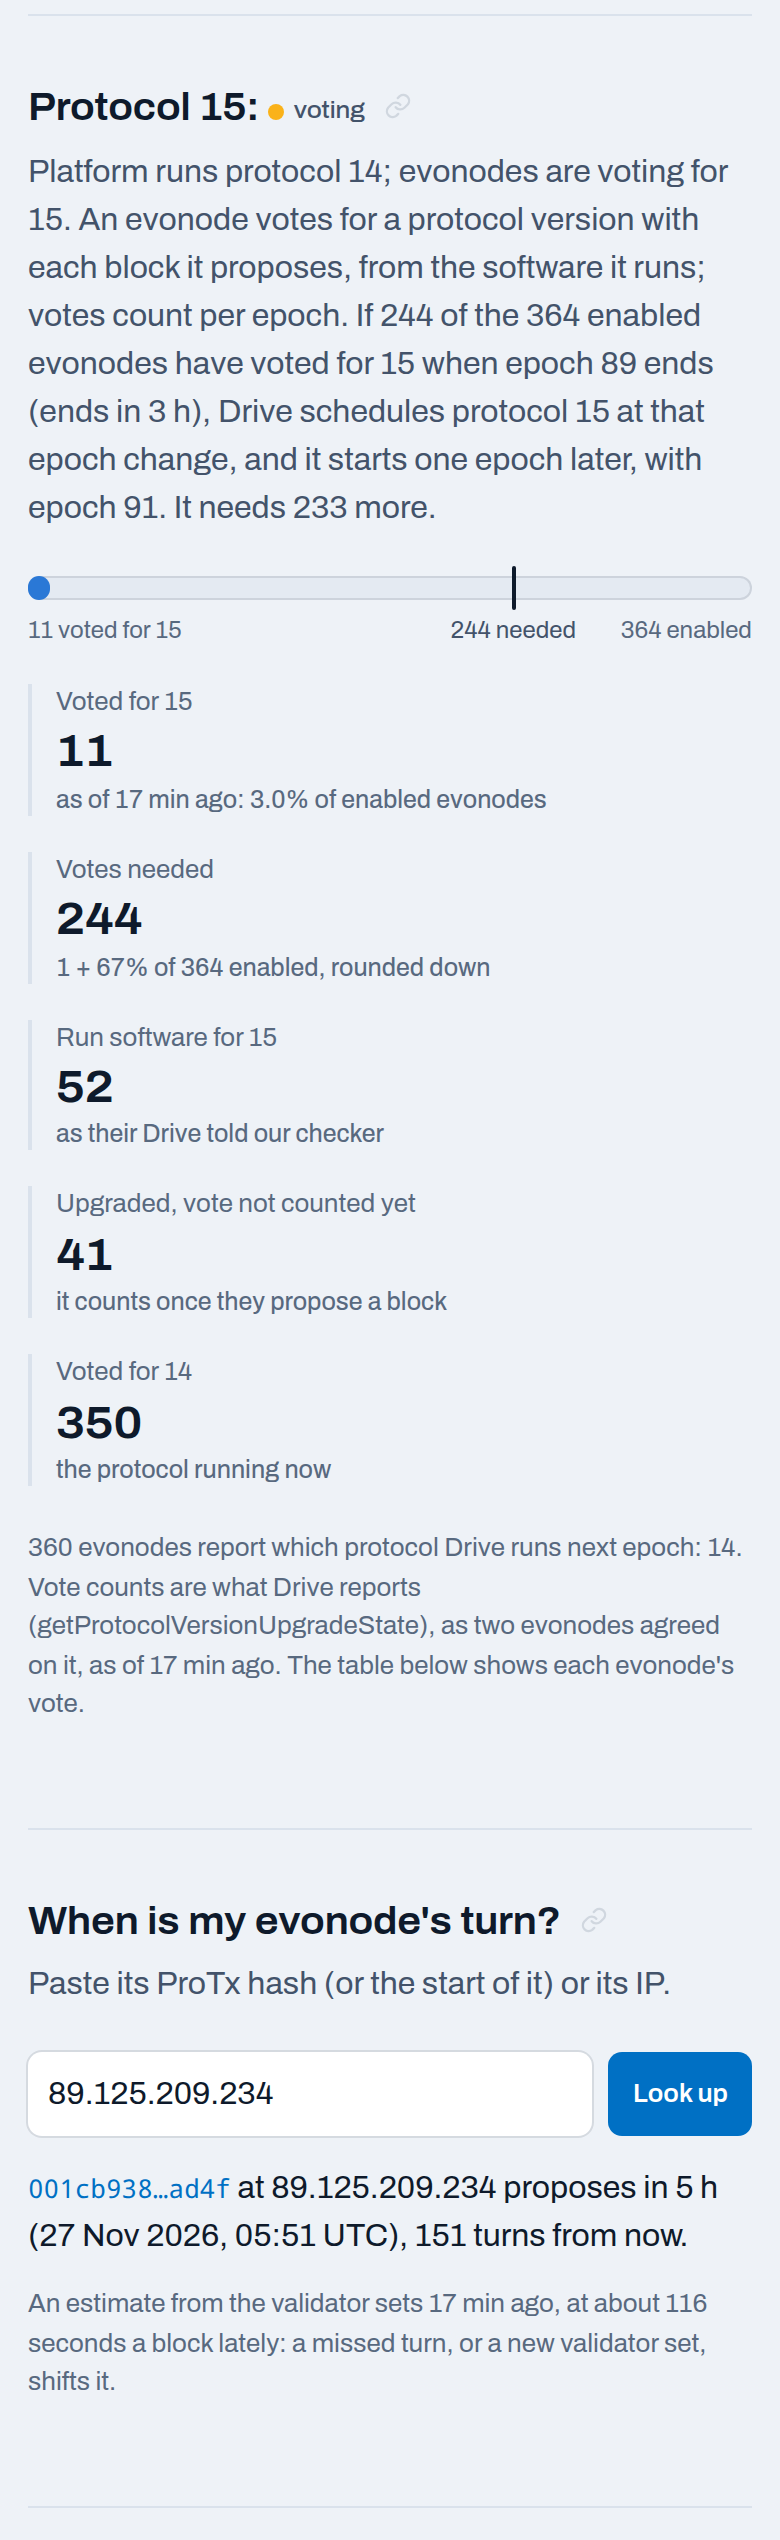 Protocol 15: voting
Platform runs protocol 14; evonodes are voting for
15. An evonode votes for a protocol version with
each block it proposes, from the software it runs;
votes count per epoch. If 244 of the 364 enabled
evonodes have voted for 15 when epoch 89 ends
(ends in 3 h), Drive schedules protocol 15 at that
epoch change, and it starts one epoch later, with
epoch 91. It needs 233 more.
11 voted for 15 244 needed 364 enabled
Voted for 15
11
as of 17 min ago: 3.0% of enabled evonodes
Votes needed
244
1 + 67% of 364 enabled, rounded down
Run software for 15
52
as their Drive told our checker
Upgraded, vote not counted yet
41
it counts once they propose a block
Voted for 14
350
the protocol running now
360 evonodes report which protocol Drive runs next epoch: 14.
Vote counts are what Drive reports
(getProtocolVersionUpgradeState), as two evonodes agreed
on it, as of 17 min ago. The table below shows each evonode's
vote.
When is my evonode's turn?
Paste its ProTx hash (or the start of it) or its IP.
89.125.209.234 Look up
001cb938…ad4f at 89.125.209.234 proposes in 5 h
(27 Nov 2026, 05:51 UTC), 151 turns from now.
An estimate from the validator sets 17 min ago, at about 116
seconds a block lately: a missed turn, or a new validator set,
shifts it.